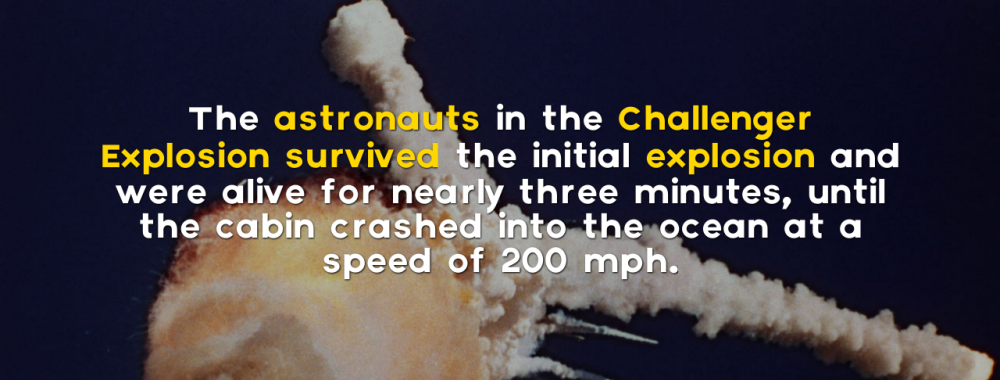 The astronauts in the Challenger
Explosion survived the initial explosion and
were alive for nearly three minutes, until
the cabin crashed into the ocean at a
speed of 200 mph.